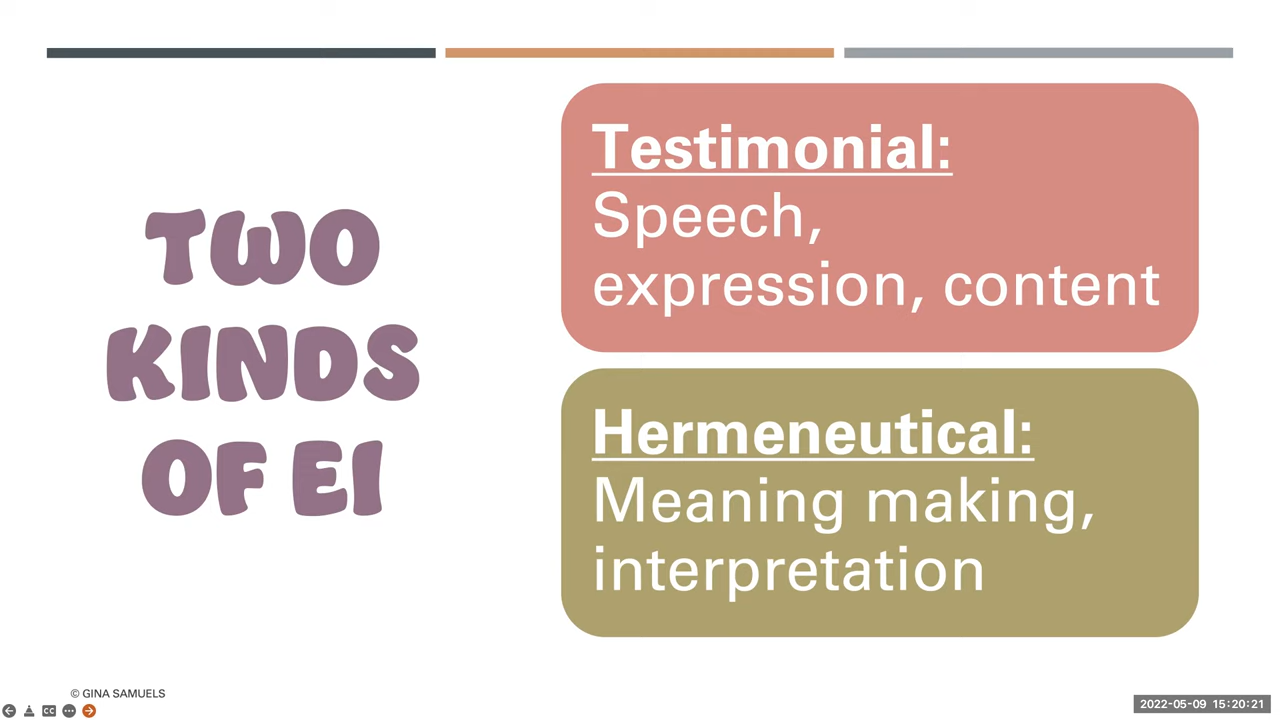 TWO
KINDS
OF EI
Testimonial:
Speech,
expression, content
Hermeneutical:
Meaning making,
interpretation
© GINA SAMUELS
CC
2022-05-09 15:20:21